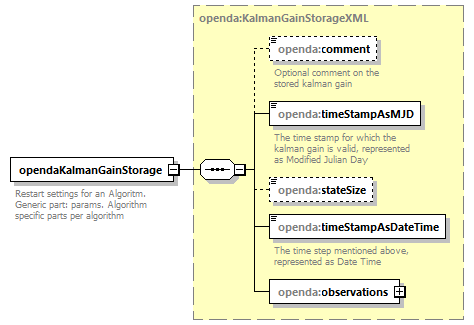 openda:KalmanGainStorageXML
openda:comment
Optional comment on the
stored kalman gain
openda:timeStampAsMJD
The time stamp for which the
kalman gain is valid, represented
as Modified Julian Day
opendaKalmanGainStorage
Restart settings for an Algoritm.
Generic part: params. Algorithm
specific parts per algorithm
openda:stateSize
openda:timeStampAsDateTime
The time step mentioned above,
represented as Date Time
openda:observations